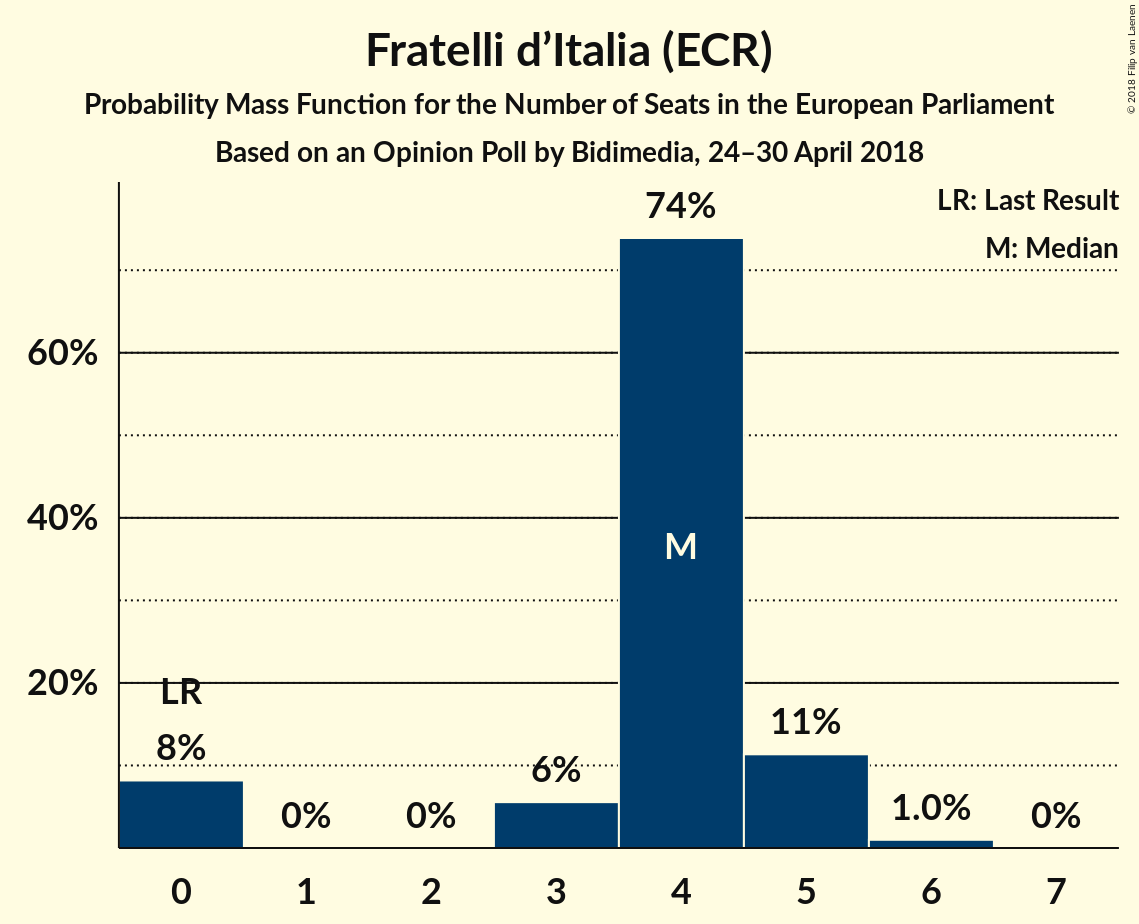 © 2018 Filip van Laenen
Fratelli d’Italia (ECR)
Probability Mass Function for the Number of Seats in the European Parliament
Based on an Opinion Poll by Bidimedia, 24–30 April 2018
LR: Last Result
M: Median
74%
60%
40%
M
20%
LR
8%
0%
0%
6%
11%
1.0%
0%
0 1 2 3 4 5 6 7